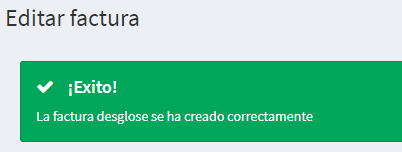 Editar factura
¡Exito!
La factura desglose se ha creado correctamente